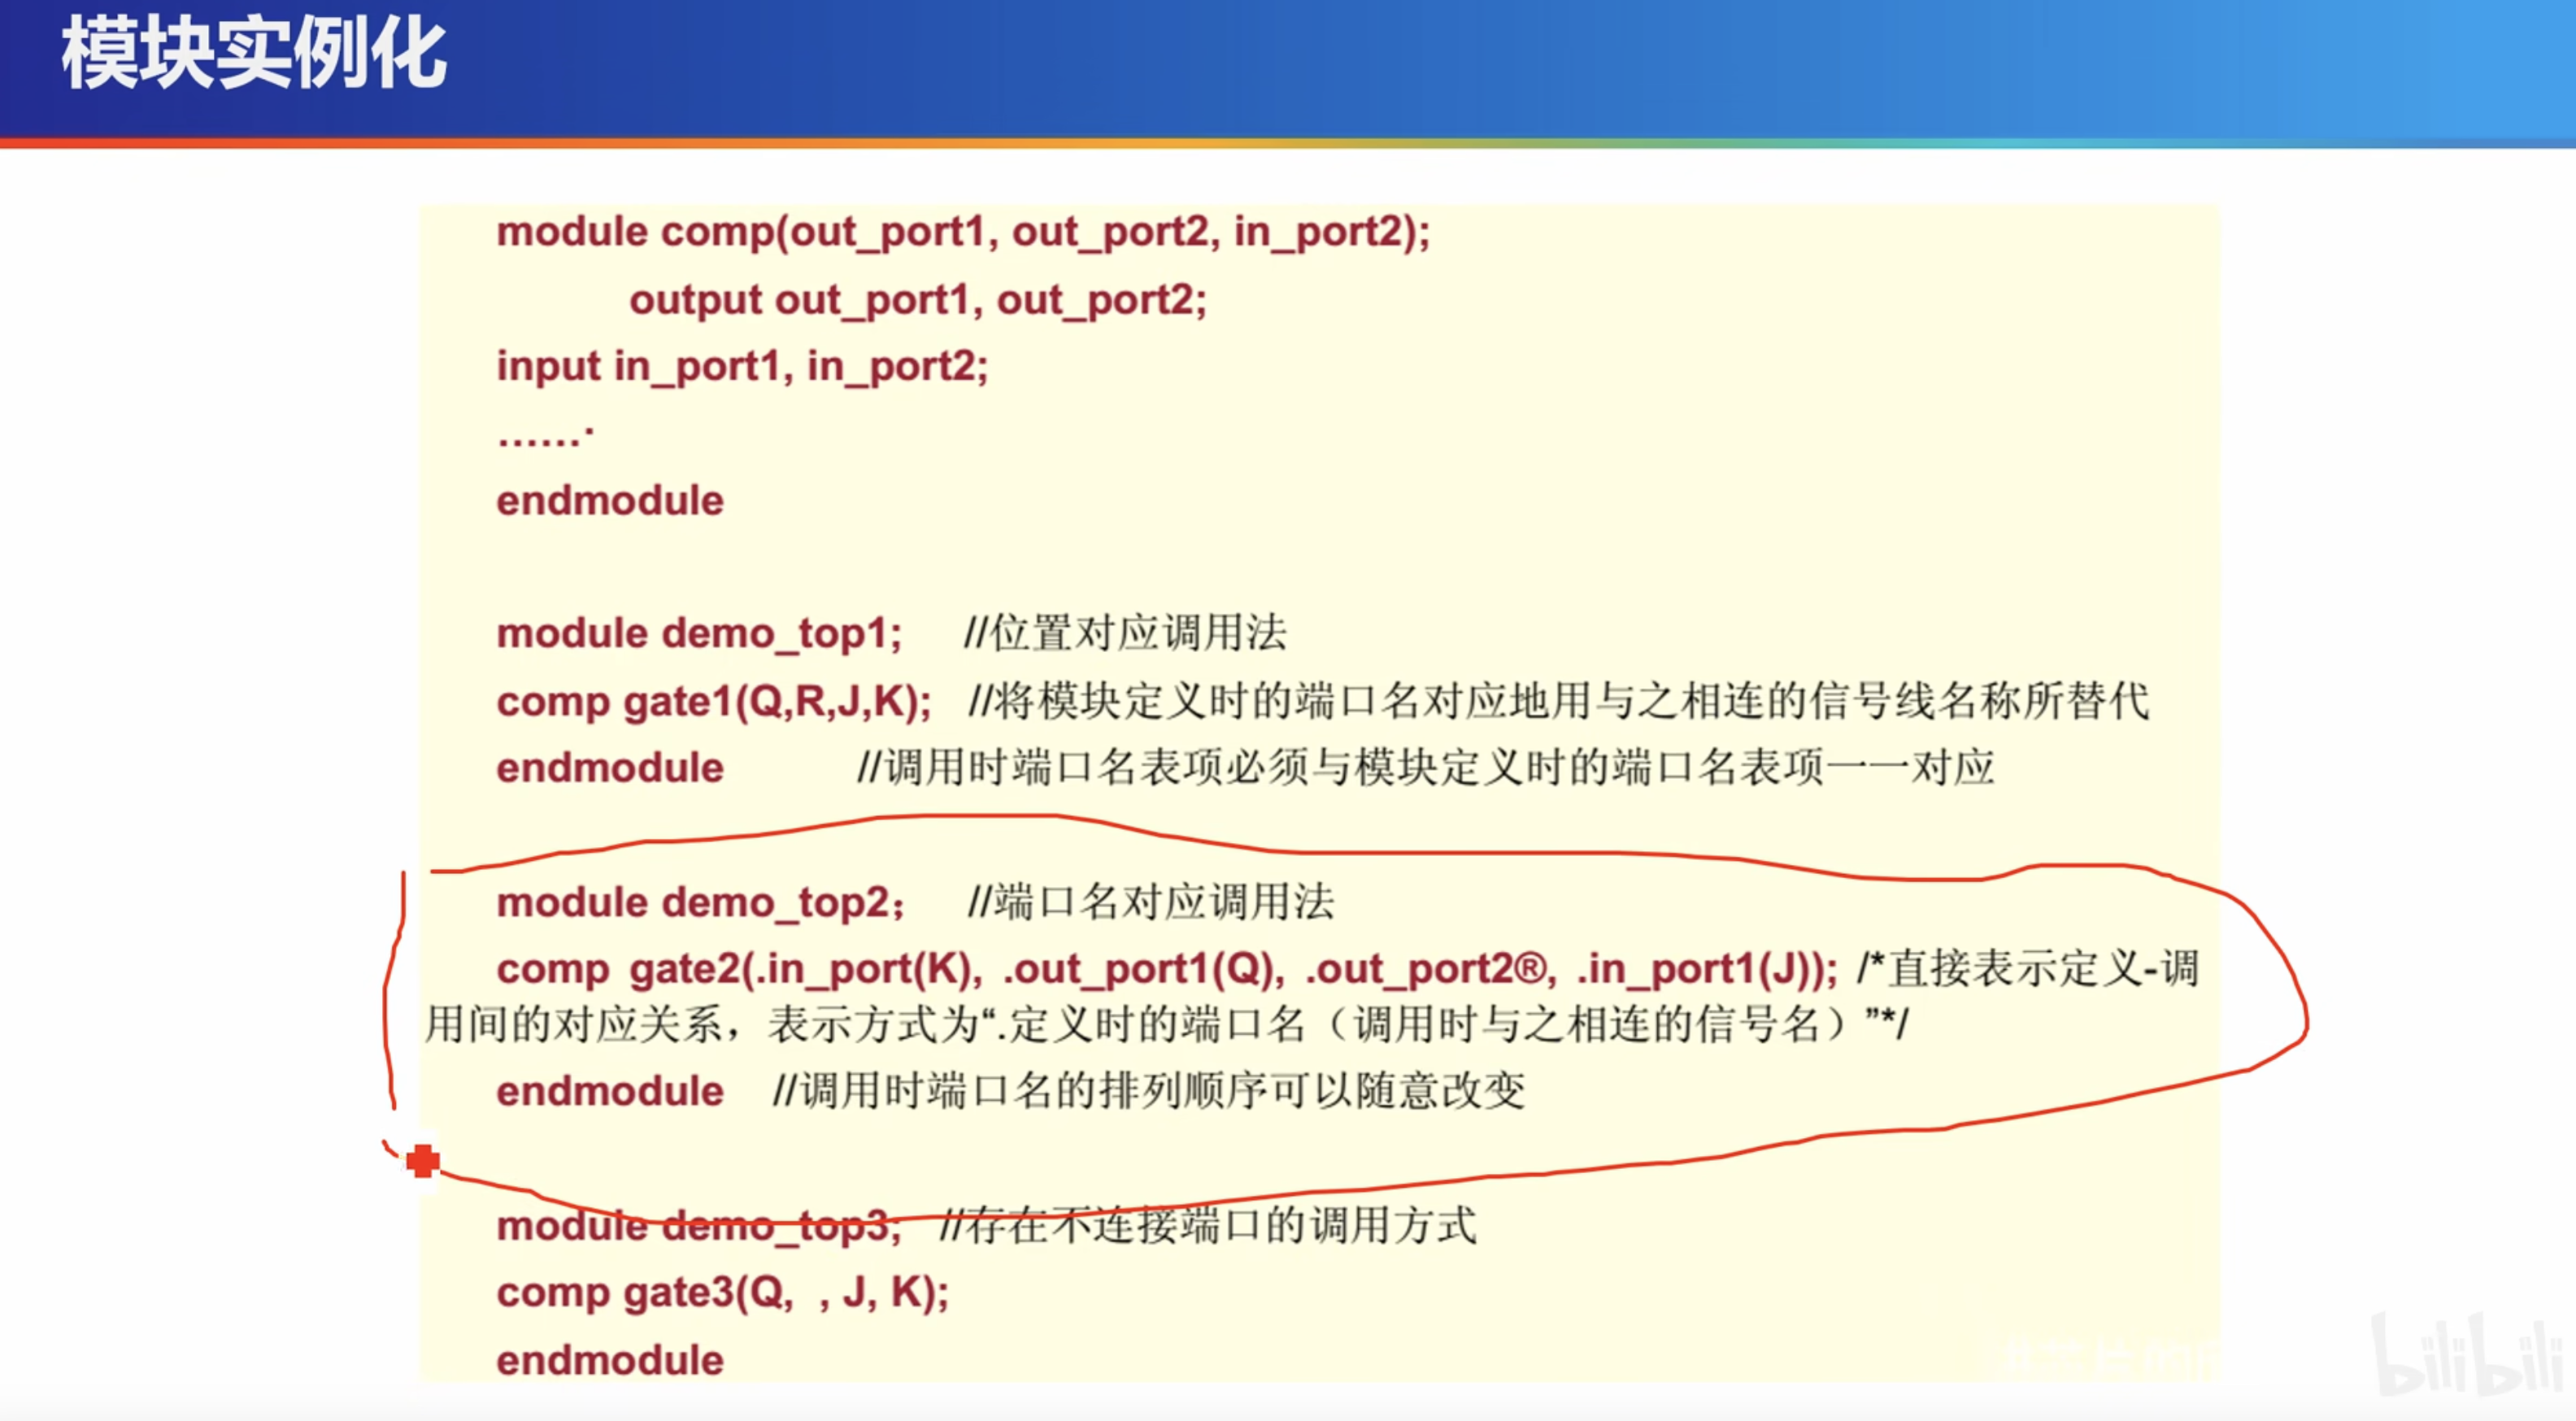 模块实例化
module comp(out_port1, out_port2, in_port2);
output out_port1, out_port2;
input in_port1, in_port2;
……·
endmodule
module demo_top1; //位置对应调用法
comp gate1(Q,R,J,K); //将模块定义时的端口名对应地用与之相连的信号线名称所替代
endmodule //调用时端口名表项必须与模块定义时的端口名表项一一对应
module demo_top2； //端口名对应调用法
comp gate2(.in_port(K), .out_port1(Q), .out_port2®, .in_port1(J)); /*直接表示定义-调
用间的对应关系，表示方式为“.定义时的端口名（调用时与之相连的信号名）”*/
endmodule //调用时端口名的排列顺序可以随意改变
module demo_top3; //存在不连接端口的调用方式
comp gate3(Q, , J, K);
endmodule
bilibili